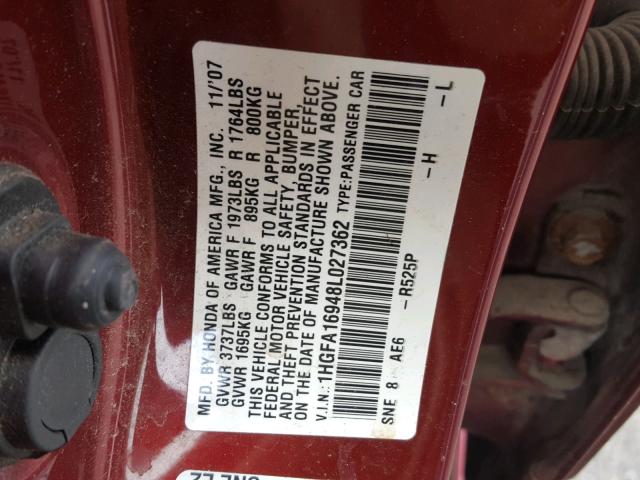 MFD. BY HONDA OF AMERICA MFG., INC. 11/'07
GVWR 3737LBS GAWR F 1973LBS R 1764LBS
GVWR 1695KG GAWR F 895KG R 800KG
THIS VEHICLE CONFORMS TO ALL APPLICABLE
FEDERAL MOTOR VEHICLE SAFETY, BUMPER,
AND THEFT PREVENTION STANDARDS IN EFFECT
ON THE DATE OF MANUFACTURE SHOWN ABOVE.
V.I.N.: 1HGFA16948L027362 TYPE:PASSENGER CAR
SNE 8 AE6 -R525P -H -L